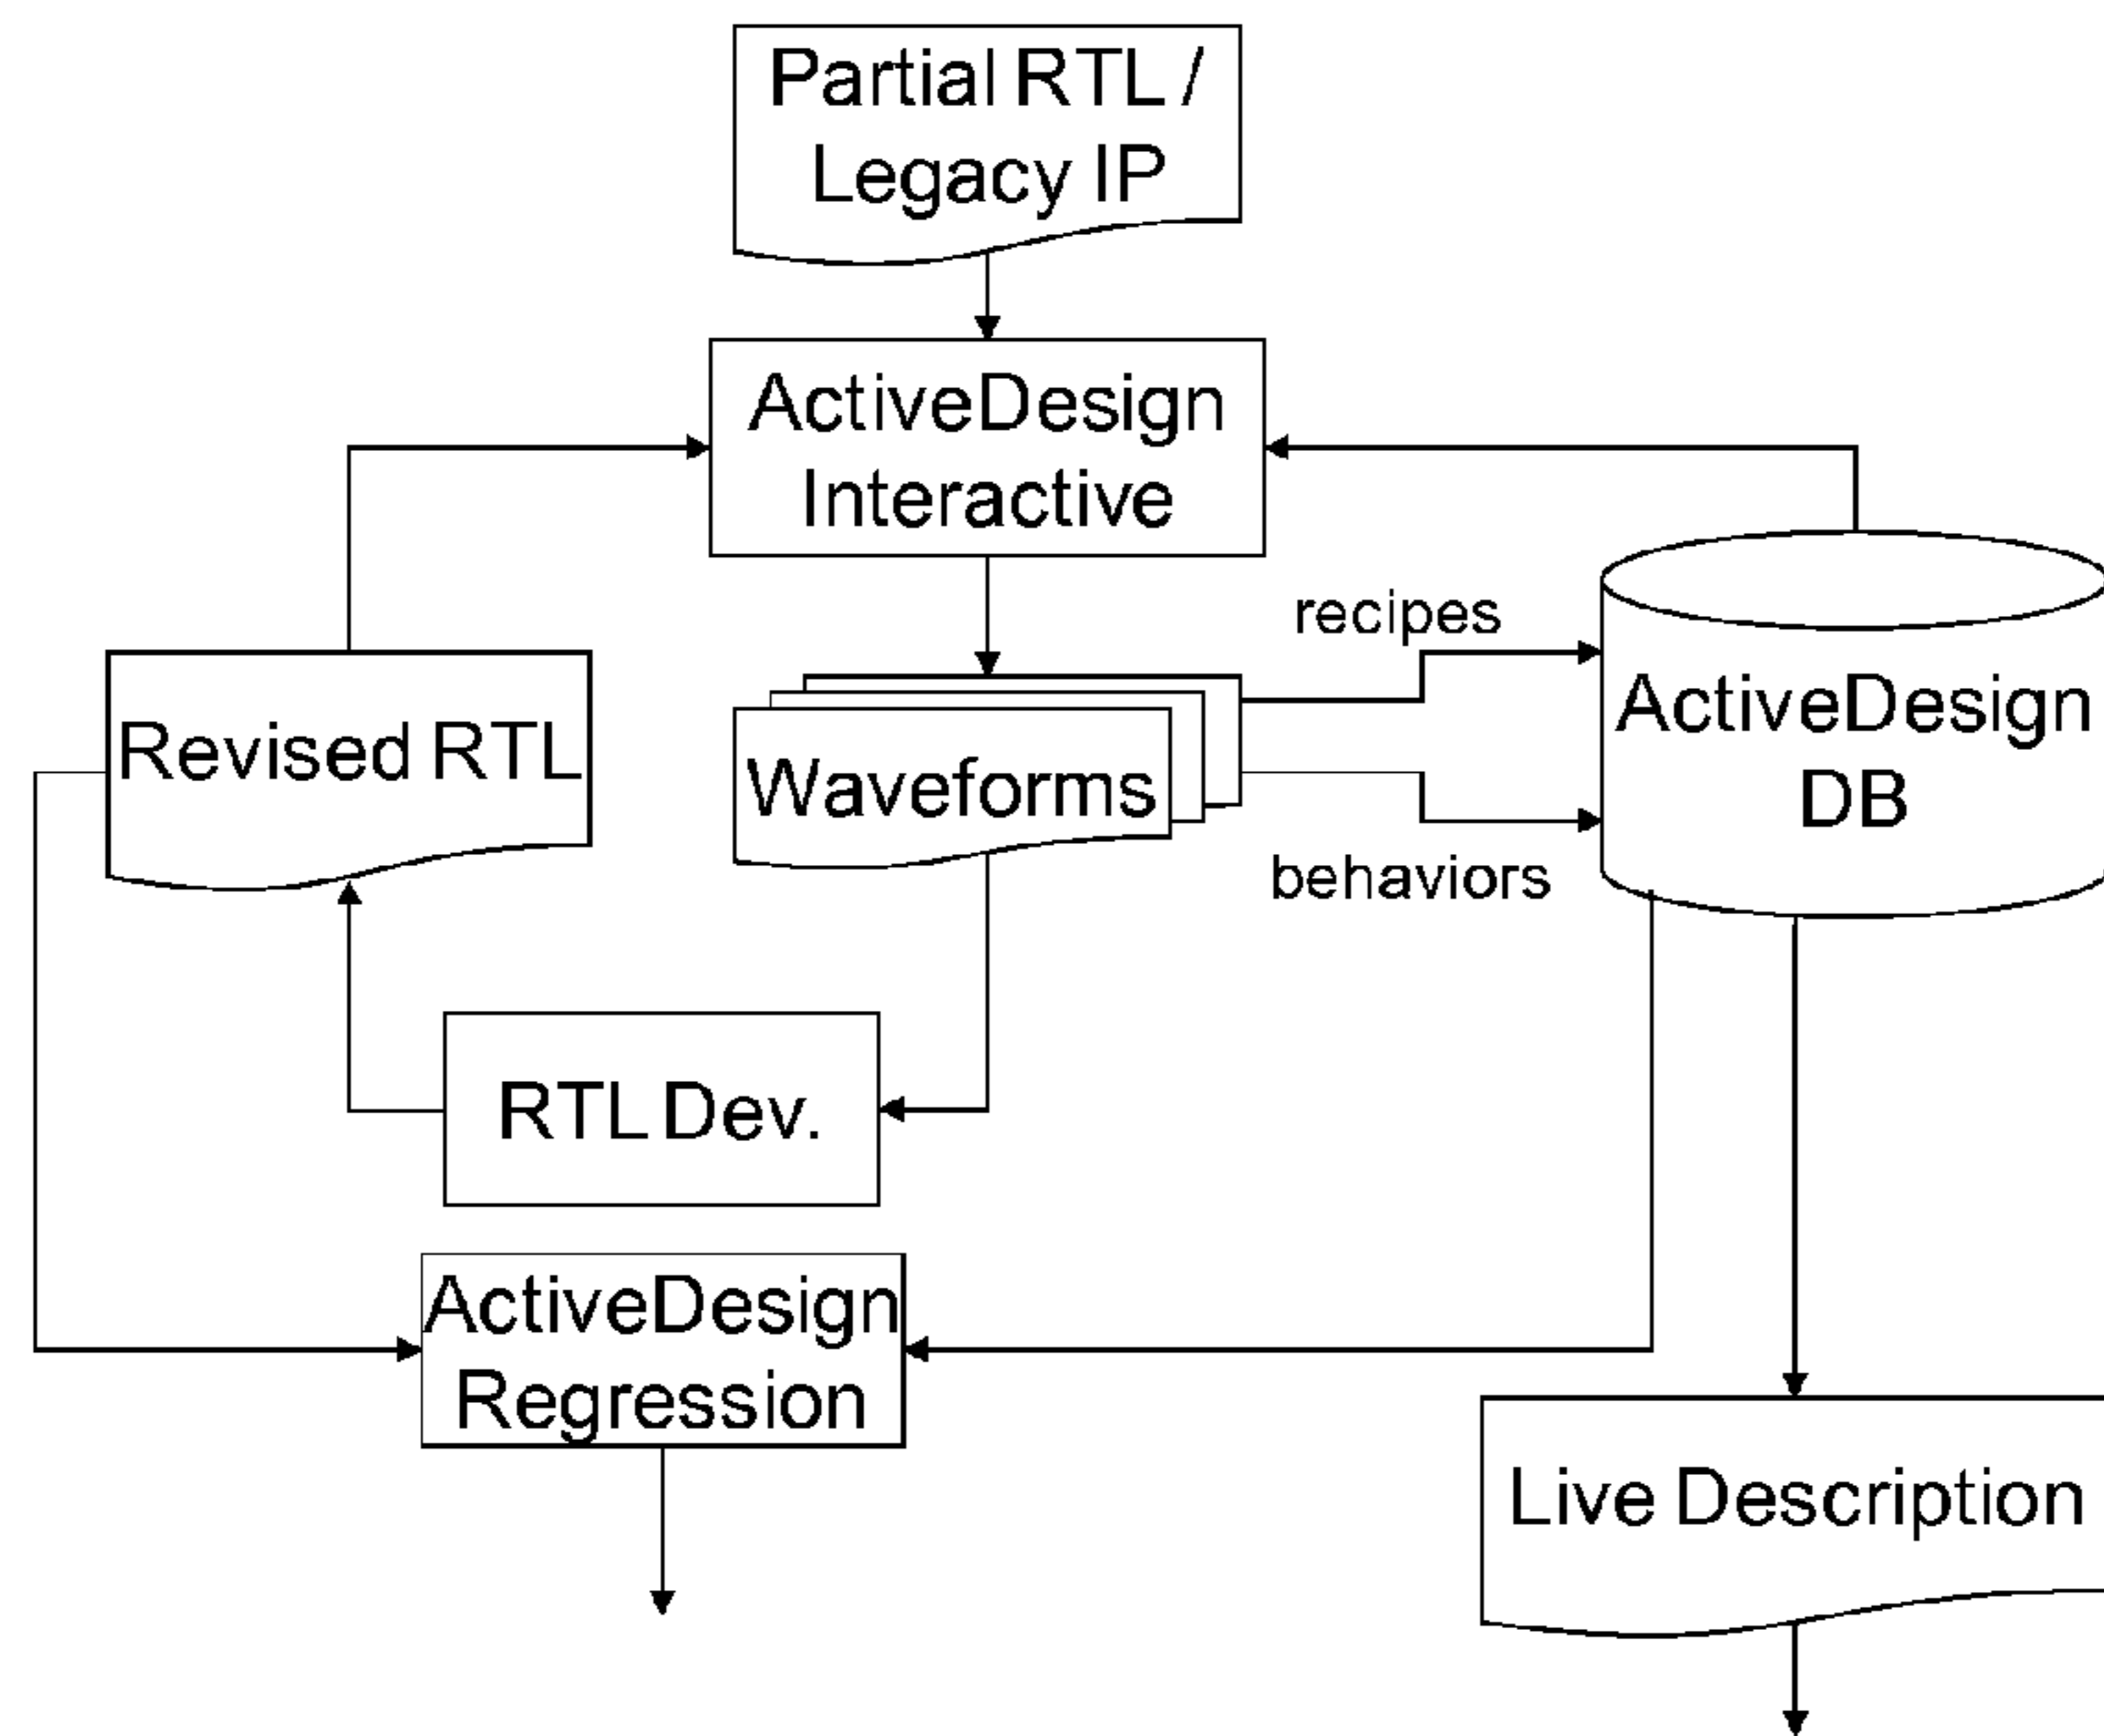 Partial RTL /
Legacy IP
ActiveDesign
Interactive
recipes
Revised RTL
Waveforms
ActiveDesign
DB
behaviors
RTL Dev.
ActiveDesign
Regression
Live Description